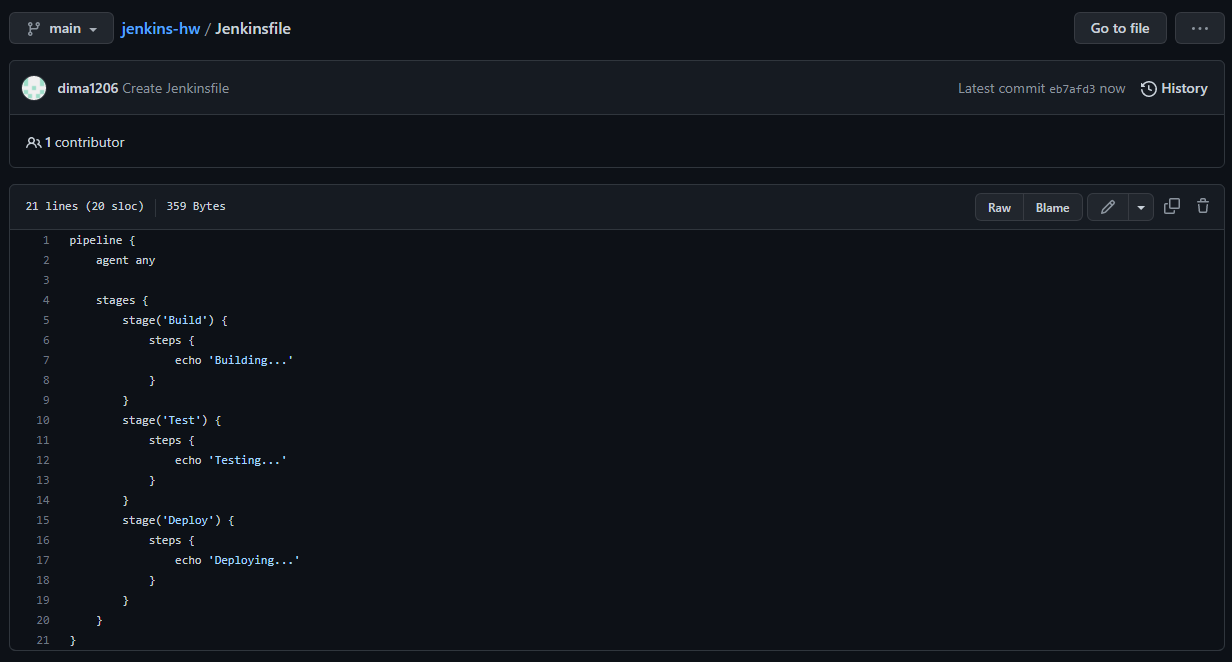 main
jenkins-hw / Jenkinsfile
Go to file
...
dima1206 Create Jenkinsfile
Latest commit eb7afd3 now
History
1 contributor
21 lines (20 sloc)
359 Bytes
Raw
Blame
1 pipeline {
2     agent any
3
4     stages {
5         stage('Build') {
6             steps {
7                 echo 'Building...'
8             }
9         }
10         stage('Test') {
11             steps {
12                 echo 'Testing...'
13             }
14         }
15         stage('Deploy') {
16             steps {
17                 echo 'Deploying...'
18             }
19         }
20     }
21 }